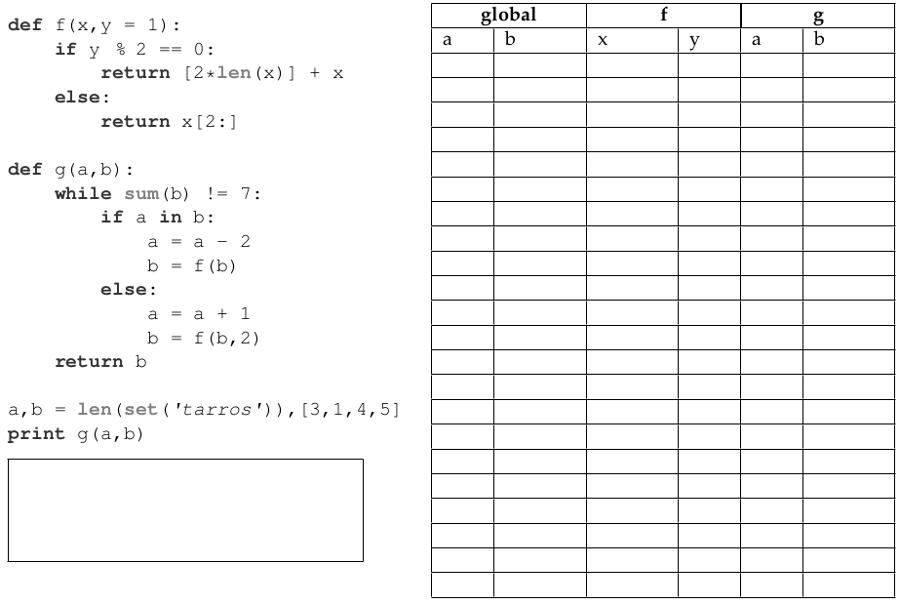 def f(x,y = 1):
    if y % 2 == 0:
        return [2*len(x)] + x
    else:
        return x[2:]

def g(a,b):
    while sum(b) != 7:
        if a in b:
            a = a - 2
            b = f(b)
        else:
            a = a + 1
            b = f(b,2)
    return b

a,b = len(set('tarros')),[3,1,4,5]
print g(a,b)
global f g
a b x y a b